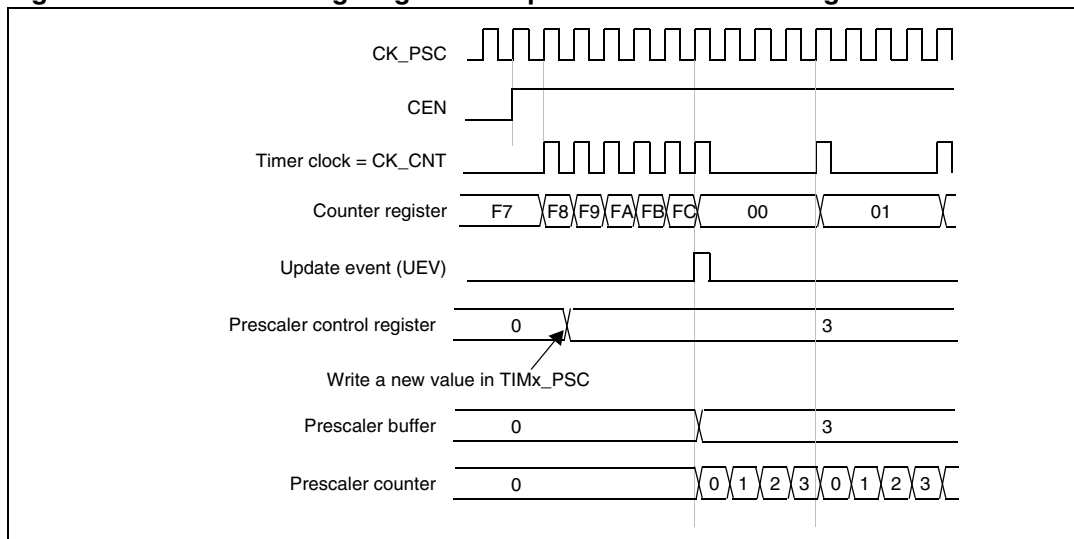 CK_PSC
CEN
Timer clock = CK_CNT
Counter register F7 F8 F9 FA FB FC 00 01
Update event (UEV)
Prescaler control register 0 3
Write a new value in TIMx_PSC
Prescaler buffer 0 3
Prescaler counter 0 0 1 2 3 0 1 2 3